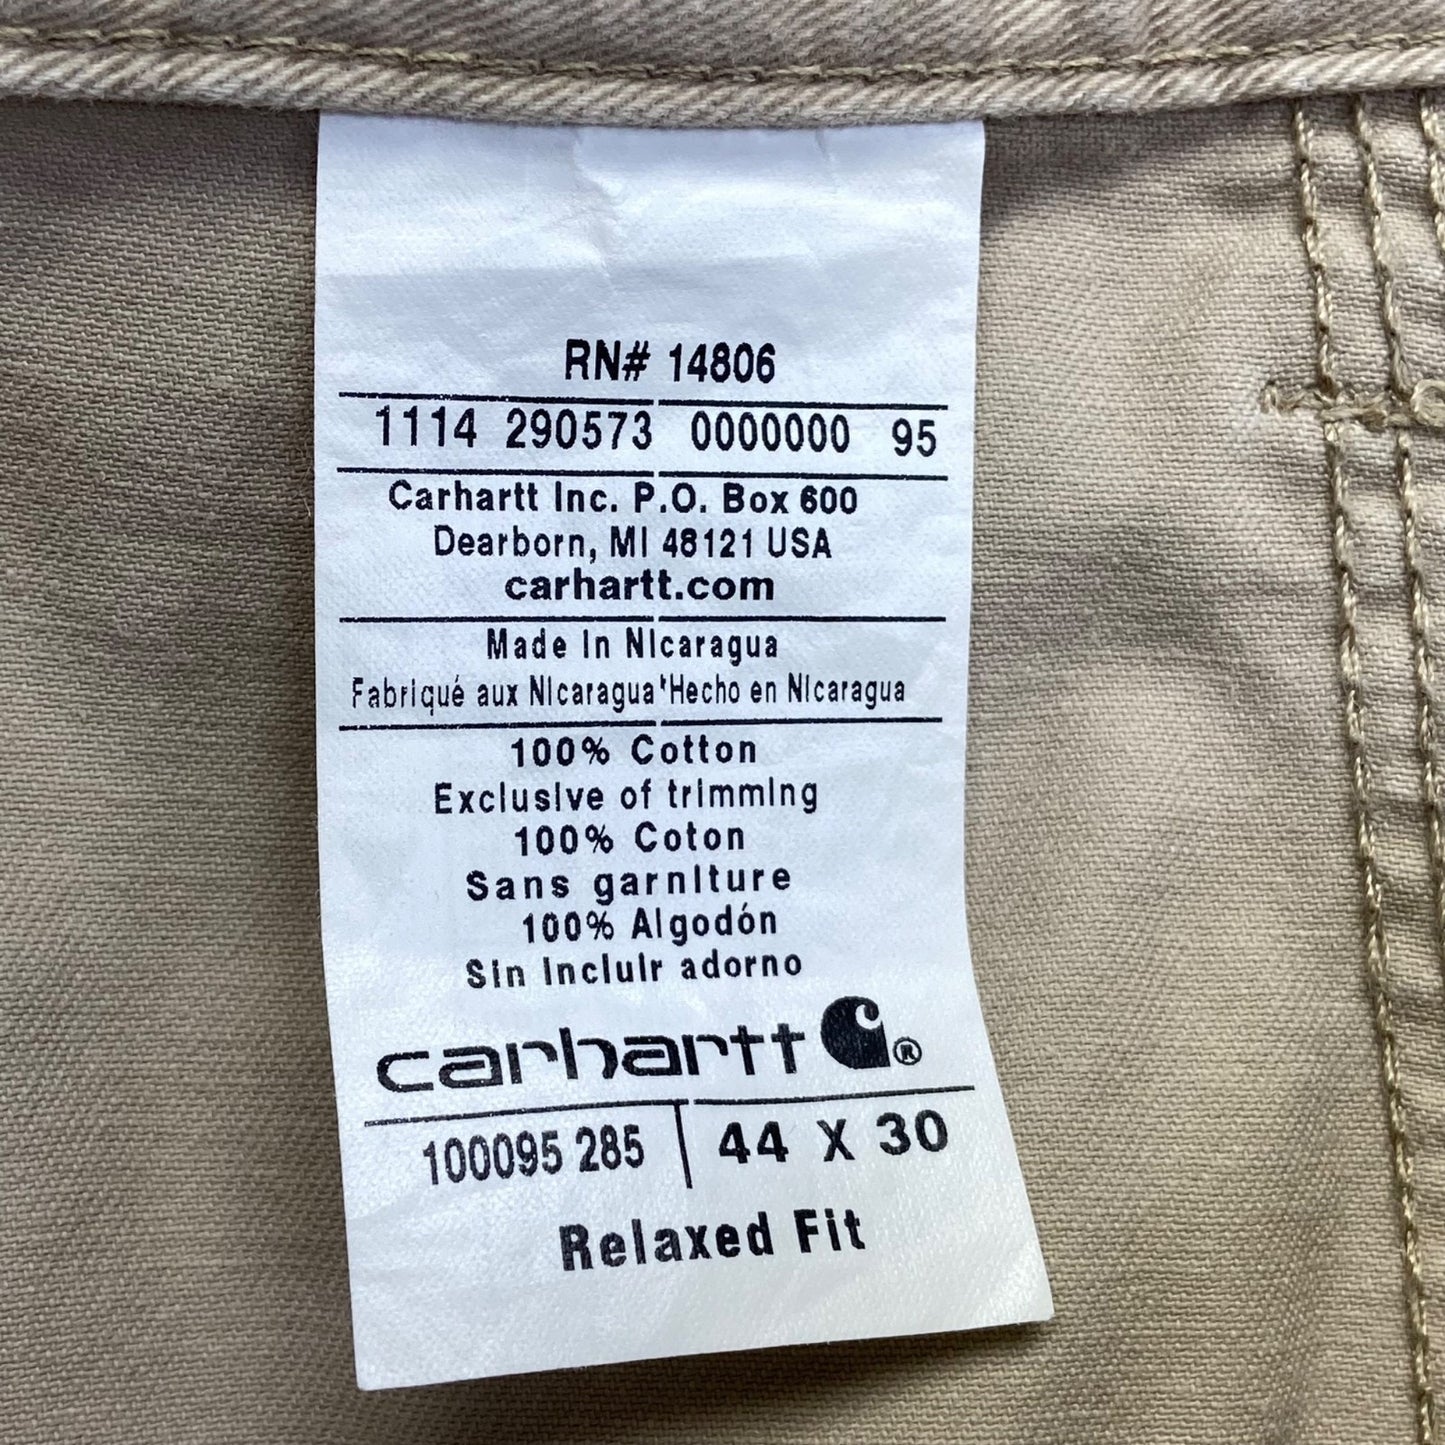 RN# 14806
1114 290573 0000000 95
Carhartt Inc. P.O. Box 600
Dearborn, MI 48121 USA
carhartt.com
Made In Nicaragua
Fabriqué aux Nicaragua'Hecho en Nicaragua
100% Cotton
Exclusive of trimming
100% Coton
Sans garniture
100% Algodón
Sin Incluir adorno
carhartt ®
100095 285 | 44 X 30
Relaxed Fit